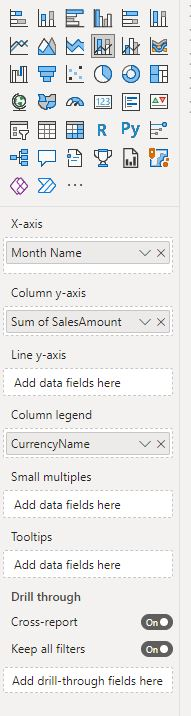 123
R
Py
X-axis
Month Name
Column y-axis
Sum of SalesAmount
Line y-axis
Add data fields here
Column legend
CurrencyName
Small multiples
Add data fields here
Tooltips
Add data fields here
Drill through
Cross-report
On
Keep all filters
On
Add drill-through fields here